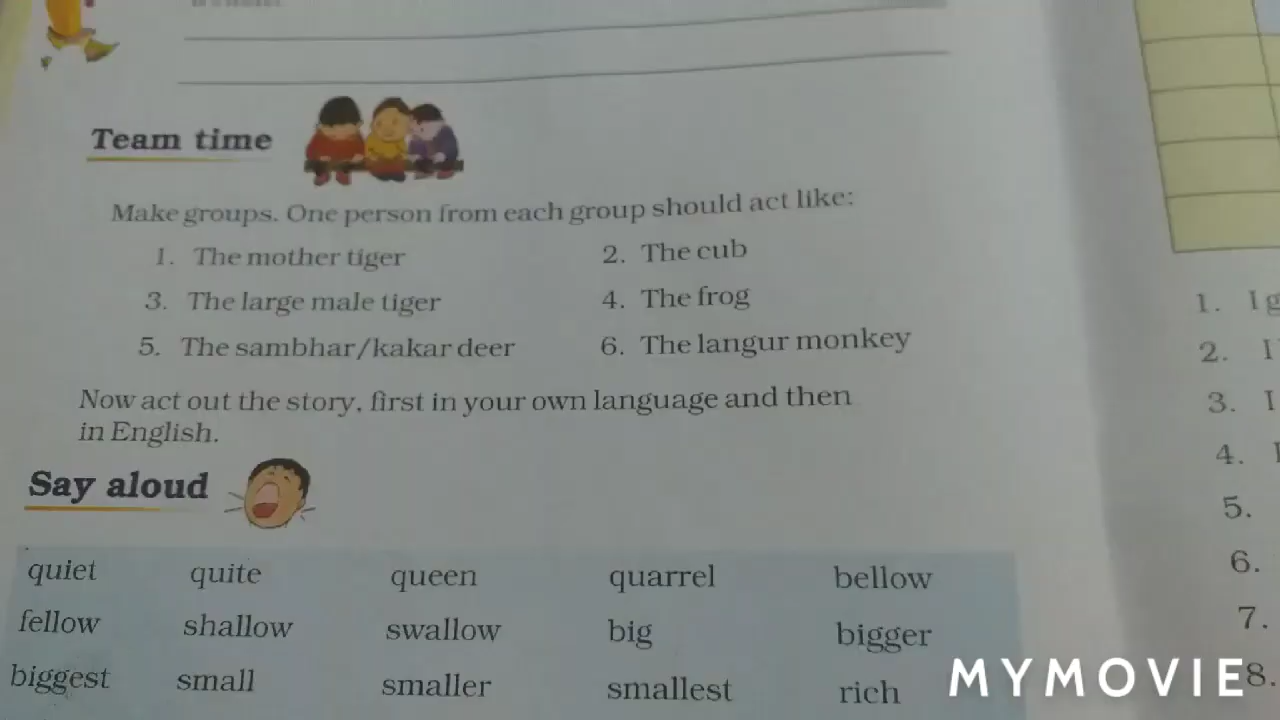 Team time
Make groups. One person from each group should act like:
1. The mother tiger 2. The cub
3. The large male tiger 4. The frog
5. The sambhar/kakar deer 6. The langur monkey
Now act out the story, first in your own language and then
in English.
Say aloud
quiet quite queen quarrel bellow
fellow shallow swallow big bigger
biggest small smaller smallest rich
1. I g
2. I
3. I
4.
5.
6.
7.
8.
MYMOVIE